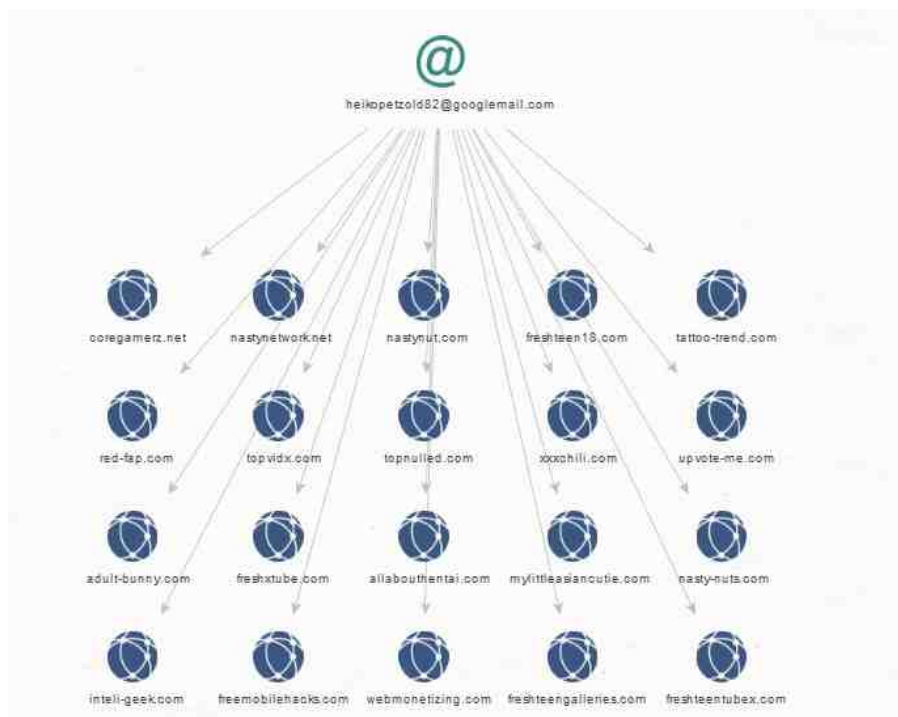 @
heikopetzold82@googlemail.com
coregamerz.net nastynetwork.net nastynut.com freshteen18.com tattoo-trend.com
red-fap.com topvidx.com topnulled.com xxxchili.com upvote-me.com
adult-bunny.com freshxtube.com allabouthentai.com mylittleasiancutie.com nasty-nuts.com
inteli-geek.com freemobilehacks.com webmonetizing.com freshteengalleries.com freshteentubex.com